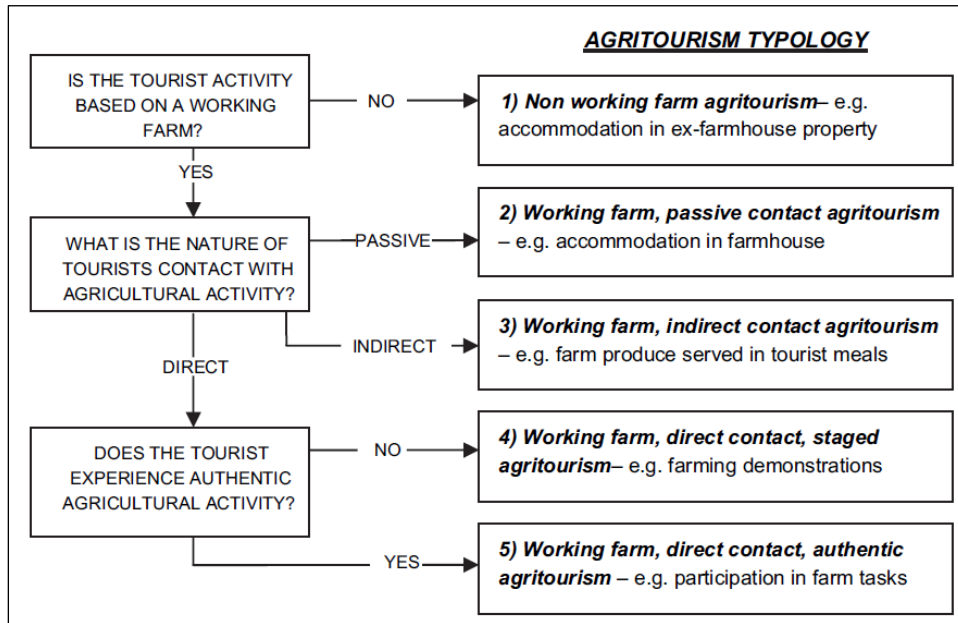 AGRITOURISM TYPOLOGY
IS THE TOURIST ACTIVITY
BASED ON A WORKING
FARM?
NO
1) Non working farm agritourism– e.g.
accommodation in ex-farmhouse property
YES
WHAT IS THE NATURE OF
TOURISTS CONTACT WITH
AGRICULTURAL ACTIVITY?
PASSIVE
2) Working farm, passive contact agritourism
– e.g. accommodation in farmhouse
INDIRECT
3) Working farm, indirect contact agritourism
– e.g. farm produce served in tourist meals
DIRECT
DOES THE TOURIST
EXPERIENCE AUTHENTIC
AGRICULTURAL ACTIVITY?
NO
4) Working farm, direct contact, staged
agritourism– e.g. farming demonstrations
YES
5) Working farm, direct contact, authentic
agritourism – e.g. participation in farm tasks